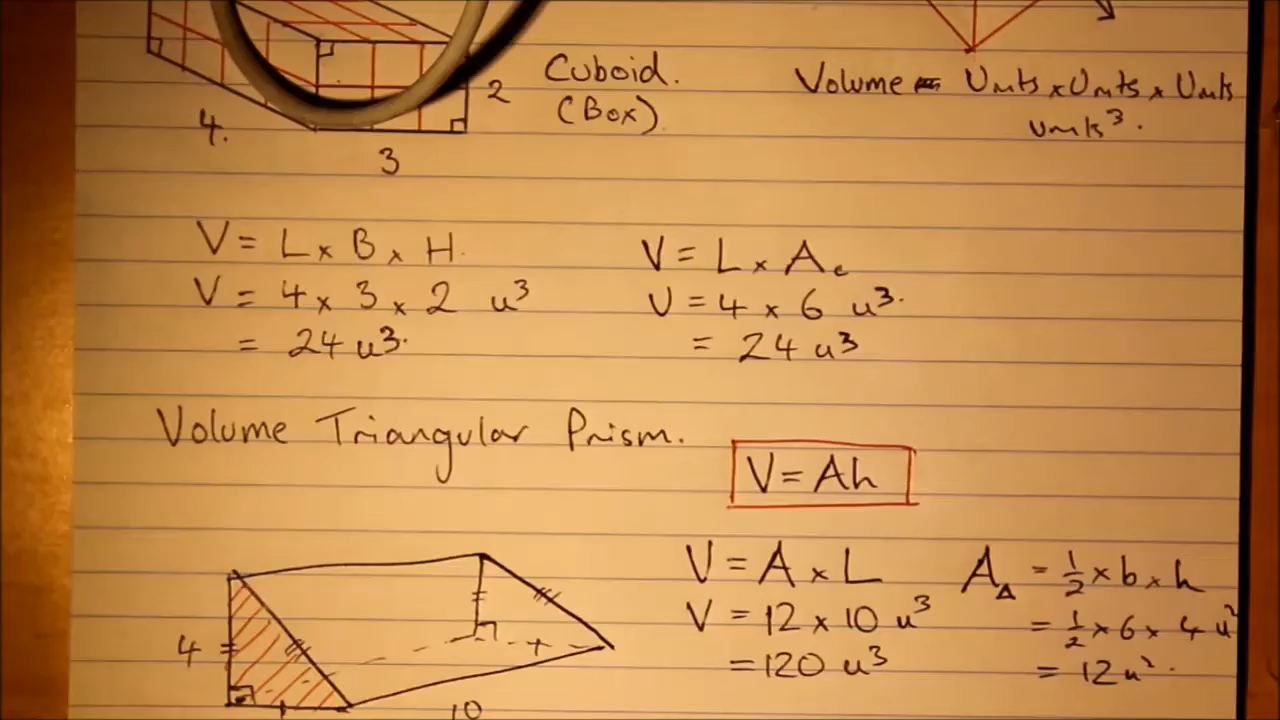 Cuboid.
(Box)
2
4.
3
Volume = Units x Units x Units
units³.
V = L x B x H.
V = 4 x 3 x 2 u³
= 24 u³.
V = L x Ac
V = 4 x 6 u³.
= 24 u³
Volume Triangular Prism.
V = Ah
V = A x L
V = 12 x 10 u³
= 120 u³
A△ = ½ x b x h
= ½ x 6 x 4 u²
= 12 u².
4
10